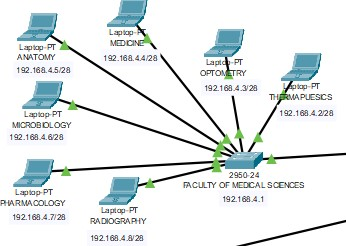 Laptop-PT
ANATOMY
192.168.4.5/28
Laptop-PT
MEDICINE
192.168.4.4/28
Laptop-PT
OPTOMETRY
192.168.4.3/28
Laptop-PT
THERMAPUESICS
192.168.4.2/28
Laptop-PT
MICROBIOLOGY
192.168.4.6/28
2950-24
FACULTY OF MEDICAL SCIENCES
192.168.4.1
Laptop-PT
PHARMACOLOGY
192.168.4.7/28
Laptop-PT
RADIOGRAPHY
192.168.4.8/28